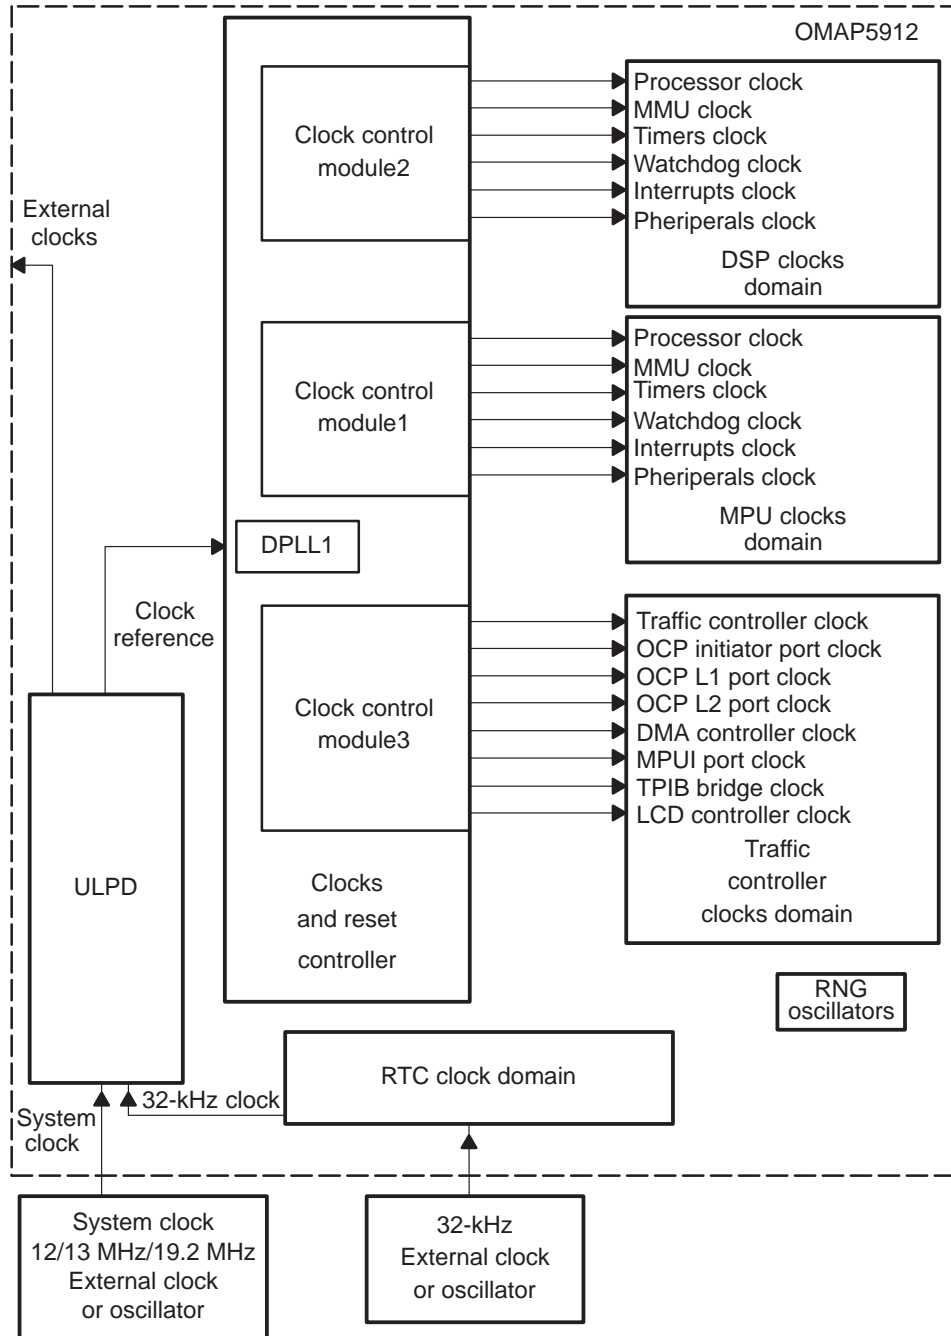 OMAP5912
Clock control
module2
Processor clock
MMU clock
Timers clock
Watchdog clock
Interrupts clock
Pheriperals clock
DSP clocks
domain
External
clocks
Clock control
module1
Processor clock
MMU clock
Timers clock
Watchdog clock
Interrupts clock
Pheriperals clock
MPU clocks
domain
DPLL1
Clock
reference
Clock control
module3
Traffic controller clock
OCP initiator port clock
OCP L1 port clock
OCP L2 port clock
DMA controller clock
MPUI port clock
TPIB bridge clock
LCD controller clock
Traffic
controller
clocks domain
ULPD
Clocks
and reset
controller
RNG
oscillators
RTC clock domain
32-kHz clock
System
clock
System clock
12/13 MHz/19.2 MHz
External clock
or oscillator
32-kHz
External clock
or oscillator